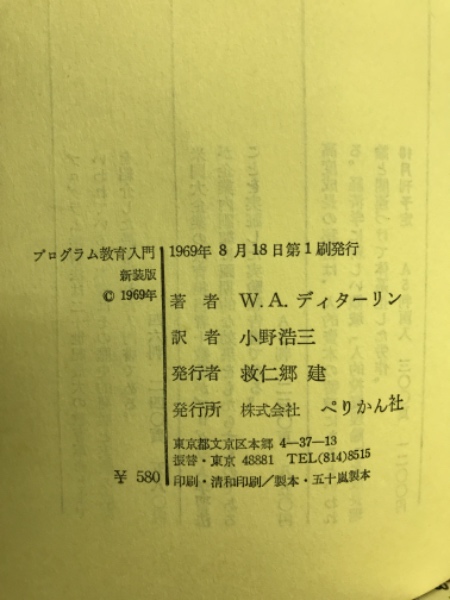 プログラム教育入門
新装版
© 1969年
¥ 580
1969年 8月18日第1刷発行
著者 W.A.ディターリン
訳者 小野浩三
発行者 救仁郷 建
発行所 株式会社 ぺりかん社
東京都文京区本郷 4—37—13
振替・東京 48881 TEL(814)8515
印刷・清和印刷／製本・五十嵐製本